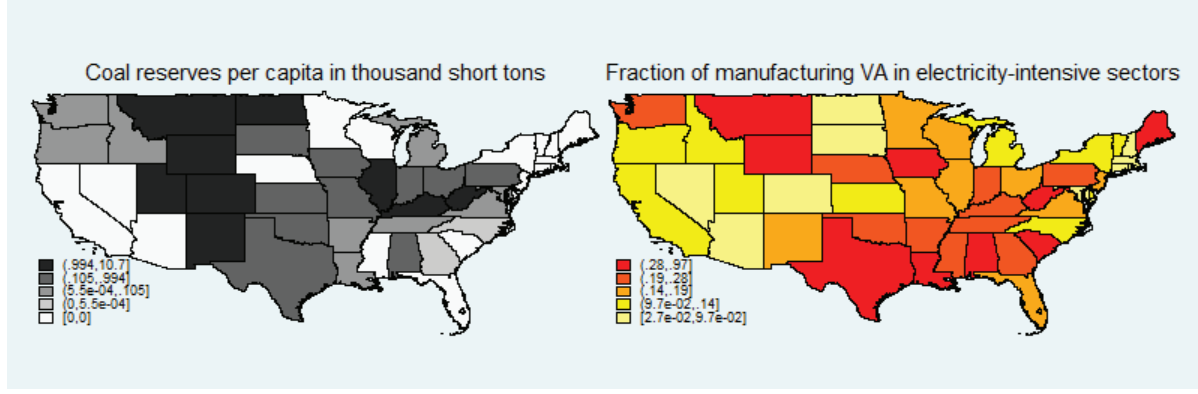 Coal reserves per capita in thousand short tons
(.994,10.7]
(.105,.994]
(5.5e-04,.105]
(0,5.5e-04]
[0,0]
Fraction of manufacturing VA in electricity-intensive sectors
(.28,.97]
(.19,.28]
(.14,.19]
(9.7e-02,.14]
[2.7e-02,9.7e-02]